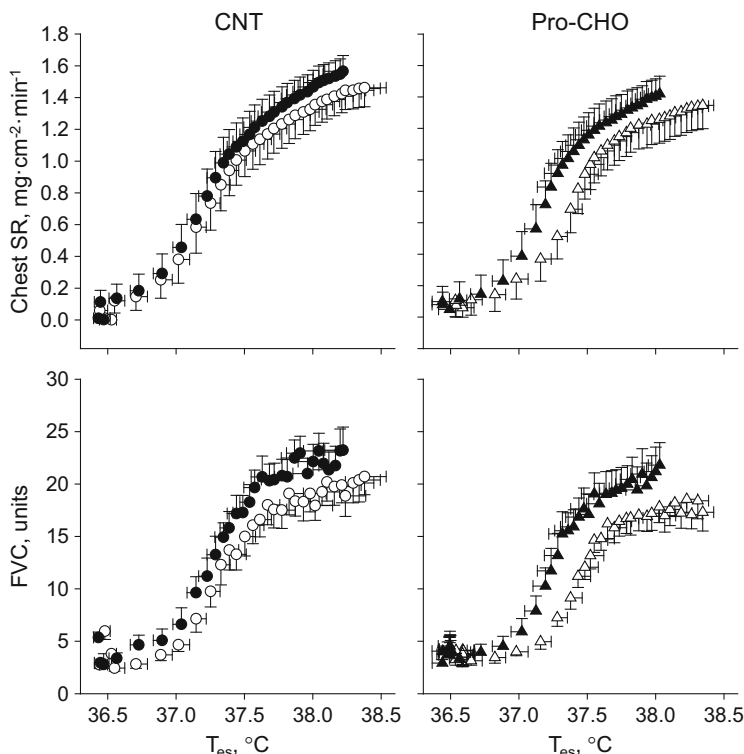 CNT
Pro-CHO
Chest SR, mg·cm⁻²·min⁻¹
1.8
1.6
1.4
1.2
1.0
0.8
0.6
0.4
0.2
0.0
FVC, units
30
25
20
15
10
5
0
36.5 37.0 37.5 38.0 38.5
36.5 37.0 37.5 38.0 38.5
Tes, °C
Tes, °C